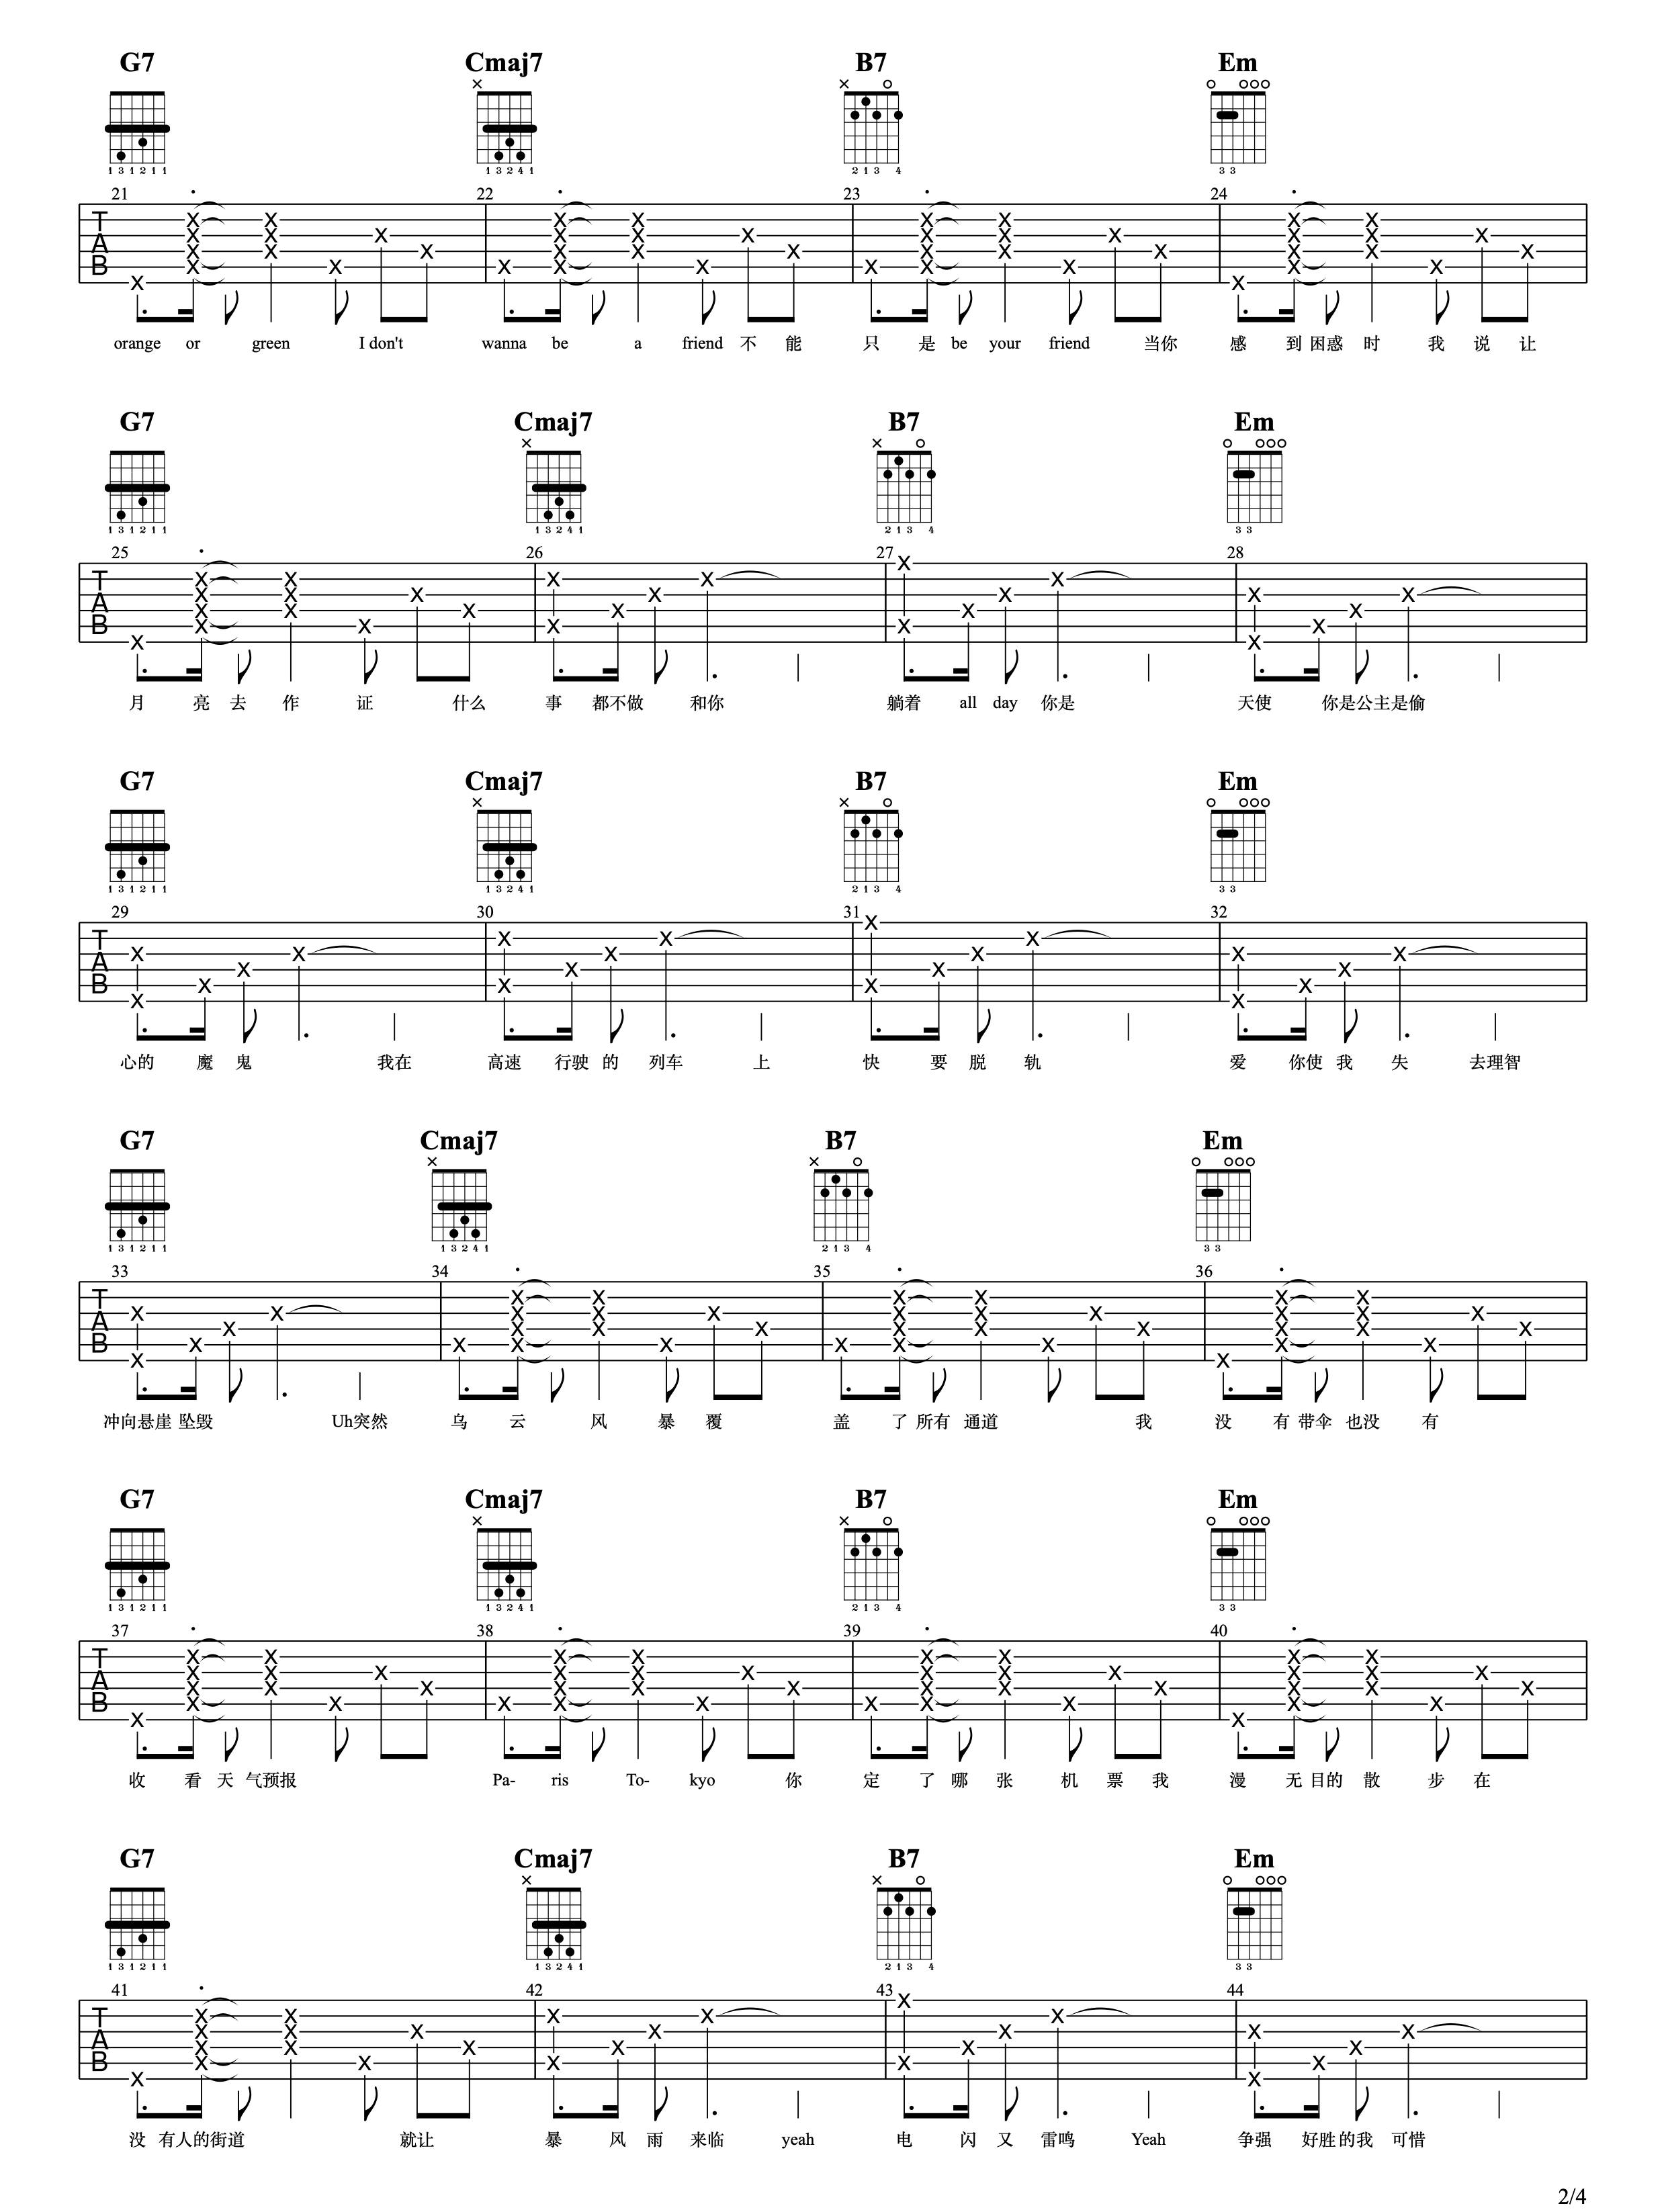 G7 Cmaj7 B7 Em
× × o o o o o
1 3 1 2 1 1 1 3 2 4 1 2 1 3 4 3 3
21 22 23 24
T A B
orange or green I don't wanna be a friend 不 能 只 是 be your friend 当你 感 到 困惑 时 我 说 让
G7 Cmaj7 B7 Em
× × o o o o o
1 3 1 2 1 1 1 3 2 4 1 2 1 3 4 3 3
25 26 27 28
T A B
月 亮 去 作 证 什么 事 都不做 和你 躺着 all day 你是 天使 你是公主是偷
G7 Cmaj7 B7 Em
× × o o o o o
1 3 1 2 1 1 1 3 2 4 1 2 1 3 4 3 3
29 30 31 32
T A B
心的 魔 鬼 我在 高速 行驶 的 列车 上 快 要 脱 轨 爱 你使 我 失 去理智
G7 Cmaj7 B7 Em
× × o o o o o
1 3 1 2 1 1 1 3 2 4 1 2 1 3 4 3 3
33 34 35 36
T A B
冲向悬崖 坠毁 Uh突然 乌 云 风 暴 覆 盖 了 所有 通道 我 没 有 带伞 也没 有
G7 Cmaj7 B7 Em
× × o o o o o
1 3 1 2 1 1 1 3 2 4 1 2 1 3 4 3 3
37 38 39 40
T A B
收 看 天 气预报 Pa- ris To- kyo 你 定 了 哪 张 机 票 我 漫 无 目的 散 步 在
G7 Cmaj7 B7 Em
× × o o o o o
1 3 1 2 1 1 1 3 2 4 1 2 1 3 4 3 3
41 42 43 44
T A B
没 有人的街道 就让 暴 风 雨 来临 yeah 电 闪 又 雷鸣 Yeah 争强 好胜 的我 可惜
2/4